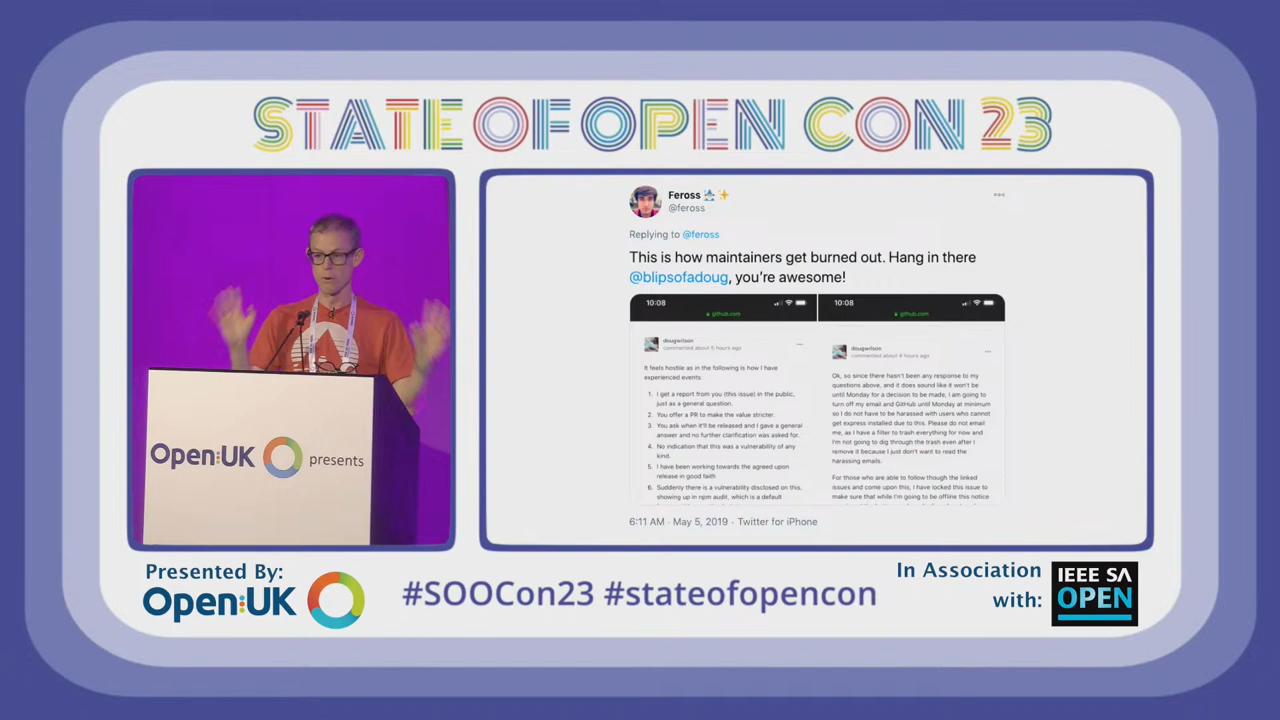 STATE OF OPEN CON 23
Feross
@feross
Replying to @feross
This is how maintainers get burned out. Hang in there
@blipsofadoug, you're awesome!
10:08
github.com
dougwilson
commented about 5 hours ago
It feels hostile as in the following is how I have
experienced events:
1. I get a report from you (this issue) in the public,
just as a general question.
2. You offer a PR to make the value stricter.
3. You ask when it'll be released and I gave a general
answer and no further clarification was asked for.
4. No indication that this was a vulnerability of any
kind.
5. I have been working towards the agreed upon
release in good faith
6. Suddenly there is a vulnerability disclosed on this,
showing up in npm audit, which is a default
10:08
github.com
dougwilson
commented about 4 hours ago
Ok, so since there hasn't been any response to my
questions above, and it does sound like it won't be
until Monday for a decision to be made, I am going to
turn off my email and GitHub until Monday at minimum
so I do not have to be harassed with users who cannot
get express installed due to this. Please do not email
me, as I have a filter to trash everything for now and
I'm not going to dig through the trash even after I
remove it because I just don't want to read the
harassing emails.
For those who are able to follow though the linked
issues and come upon this, I have locked this issue to
make sure that while I'm going to be offline this notice
6:11 AM · May 5, 2019 · Twitter for iPhone
Open:UK presents
Presented By:
Open:UK
#SOOCon23 #stateofopencon
In Association
with:
IEEE SA
OPEN